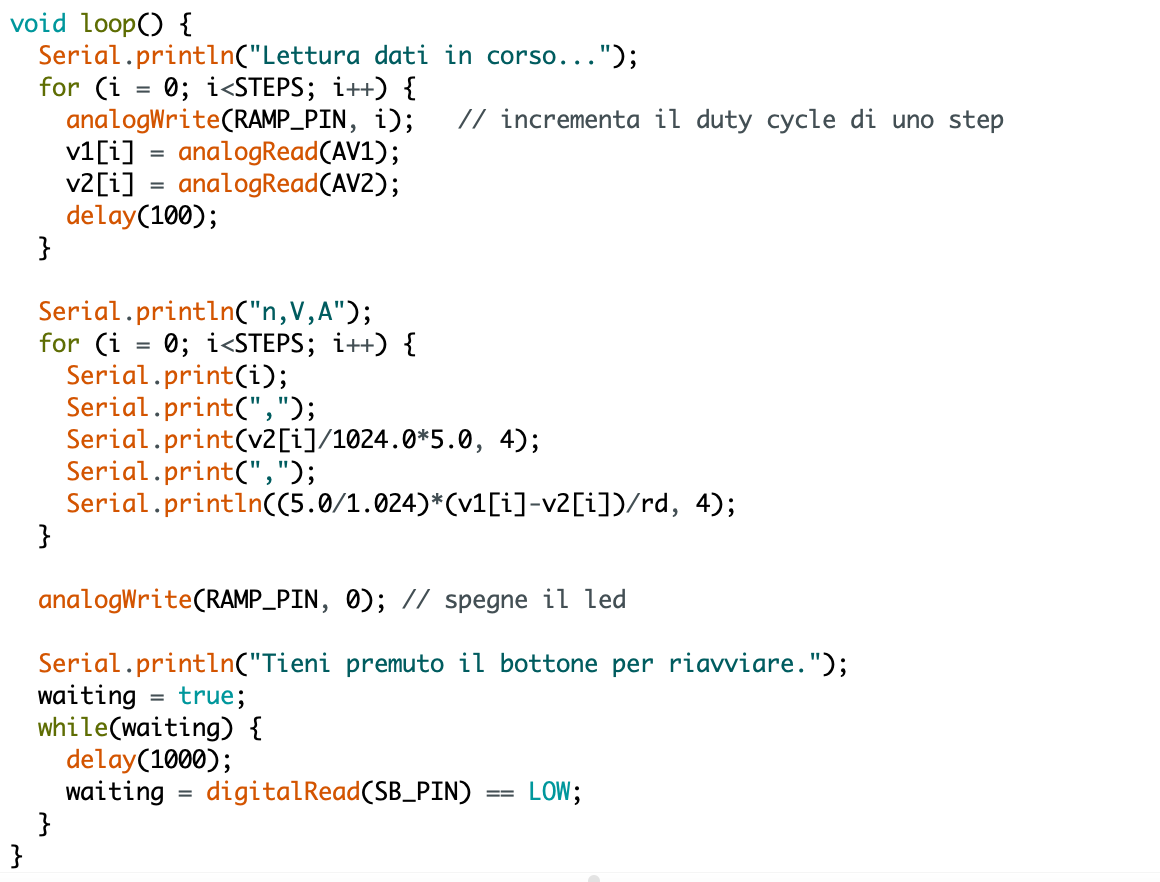 void loop() {
  Serial.println("Lettura dati in corso...");
  for (i = 0; i<STEPS; i++) {
    analogWrite(RAMP_PIN, i);   // incrementa il duty cycle di uno step
    v1[i] = analogRead(AV1);
    v2[i] = analogRead(AV2);
    delay(100);
  }

  Serial.println("n,V,A");
  for (i = 0; i<STEPS; i++) {
    Serial.print(i);
    Serial.print(",");
    Serial.print(v2[i]/1024.0*5.0, 4);
    Serial.print(",");
    Serial.println((5.0/1.024)*(v1[i]-v2[i])/rd, 4);
  }

  analogWrite(RAMP_PIN, 0); // spegne il led

  Serial.println("Tieni premuto il bottone per riavviare.");
  waiting = true;
  while(waiting) {
    delay(1000);
    waiting = digitalRead(SB_PIN) == LOW;
  }
}